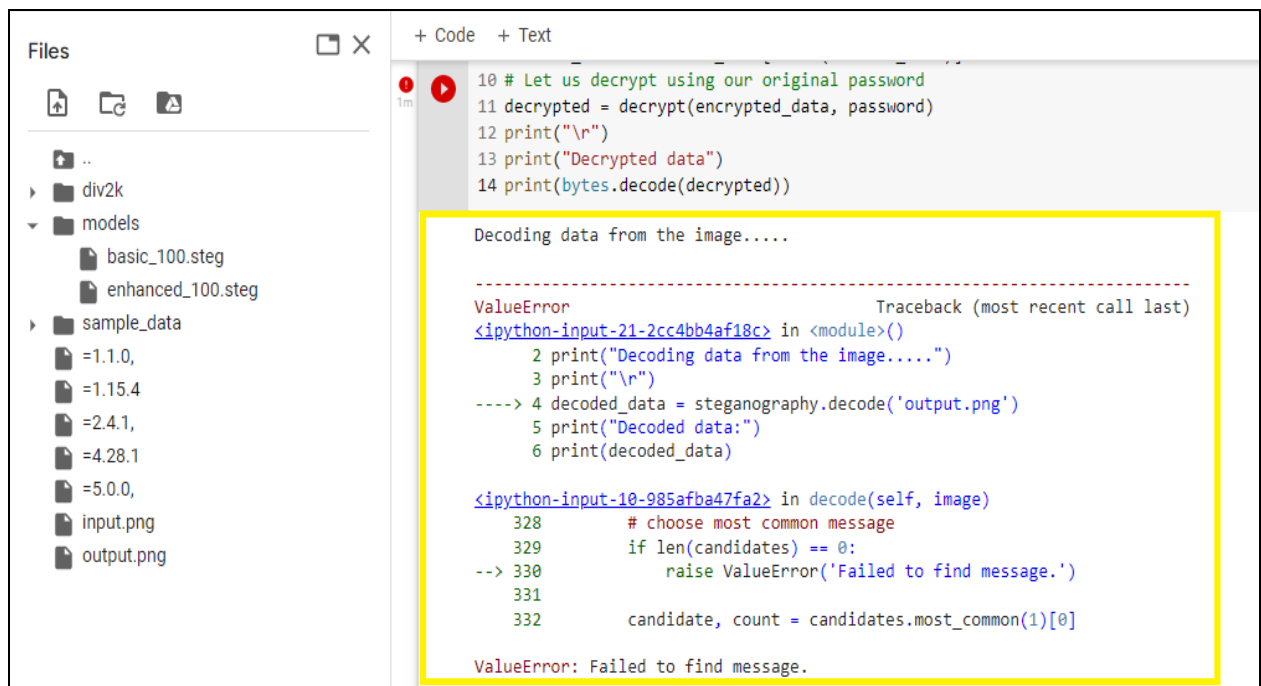 Files
..
div2k
models
basic_100.steg
enhanced_100.steg
sample_data
=1.1.0,
=1.15.4
=2.4.1,
=4.28.1
=5.0.0,
input.png
output.png
+ Code + Text
1m
10 # Let us decrypt using our original password
11 decrypted = decrypt(encrypted_data, password)
12 print("\r")
13 print("Decrypted data")
14 print(bytes.decode(decrypted))
Decoding data from the image.....
---------------------------------------------------------------------------
ValueError Traceback (most recent call last)
<ipython-input-21-2cc4bb4af18c> in <module>()
2 print("Decoding data from the image.....")
3 print("\r")
----> 4 decoded_data = steganography.decode('output.png')
5 print("Decoded data:")
6 print(decoded_data)
<ipython-input-10-985afba47fa2> in decode(self, image)
328 # choose most common message
329 if len(candidates) == 0:
--> 330 raise ValueError('Failed to find message.')
331
332 candidate, count = candidates.most_common(1)[0]
ValueError: Failed to find message.